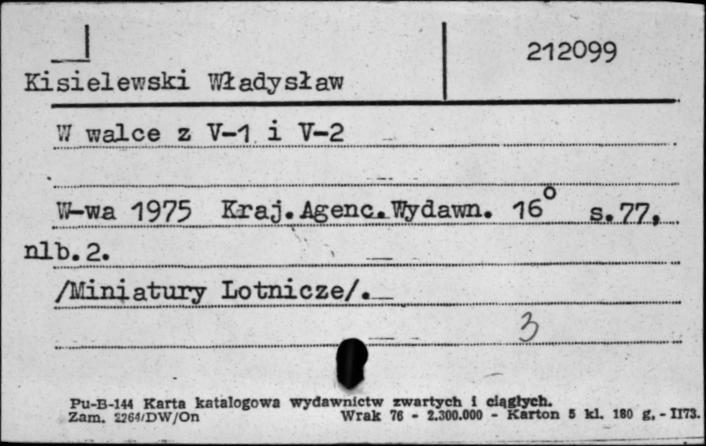 212099
Kisielewski Władysław
W walce z V-1 i V-2
W-wa 1975 Kraj.Agenc.Wydawn. 16° s.77,
nlb.2.
/Miniatury Lotnicze/.
3
Pu-B-144 Karta katalogowa wydawnictw zwartych i ciągłych.
Zam. 2264/DW/On Wrak 76 - 2.300.000 - Karton 5 kl. 180 g. - II73.